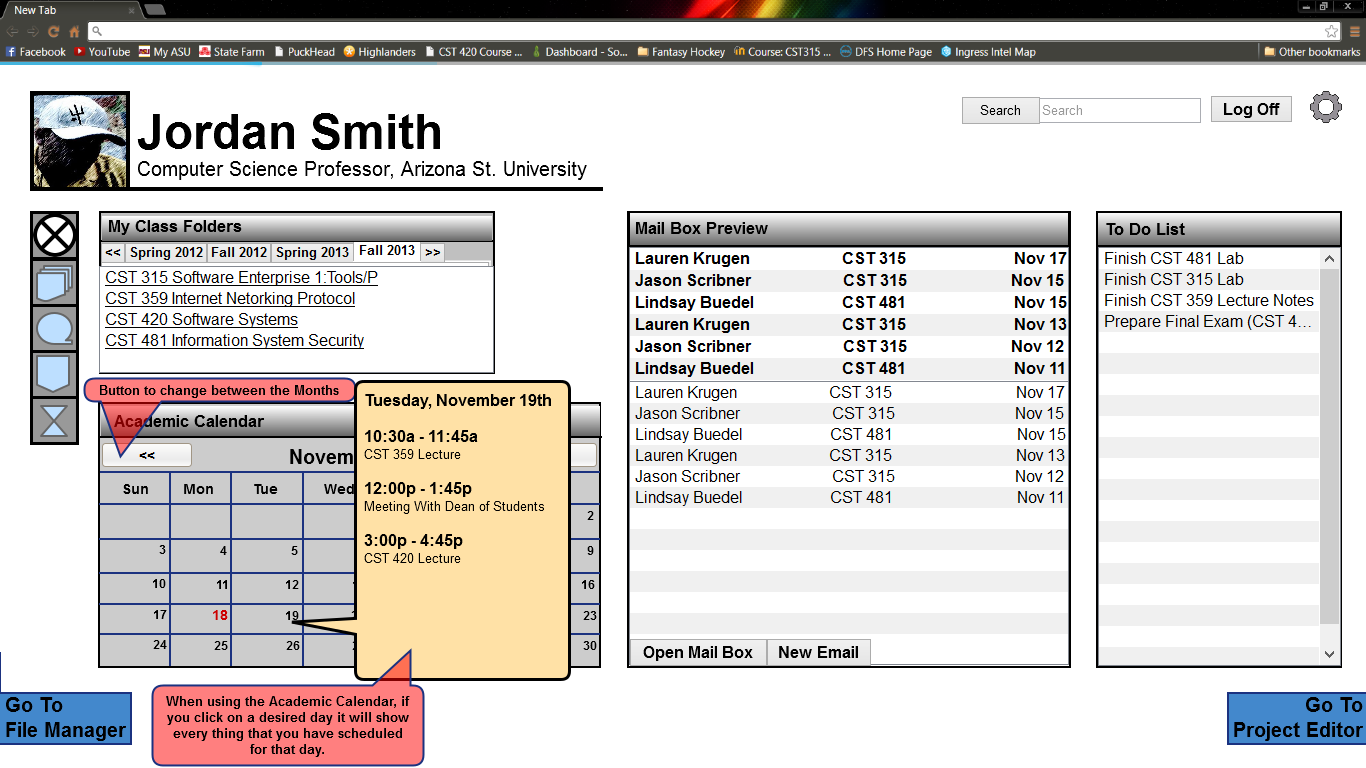 New Tab
Facebook YouTube My ASU State Farm PuckHead Highlanders CST 420 Course ... Dashboard - So... Fantasy Hockey Course: CST315 ... DFS Home Page Ingress Intel Map Other bookmarks
Jordan Smith
Computer Science Professor, Arizona St. University
Search Search Log Off
My Class Folders
<< Spring 2012 Fall 2012 Spring 2013 Fall 2013 >>
CST 315 Software Enterprise 1:Tools/P
CST 359 Internet Netorking Protocol
CST 420 Software Systems
CST 481 Information System Security
Button to change between the Months
Academic Calendar
<< Novem
Sun Mon Tue Wed
2
3 4 5 9
10 11 12 16
17 18 19 23
24 25 26 30
Tuesday, November 19th
10:30a - 11:45a
CST 359 Lecture
12:00p - 1:45p
Meeting With Dean of Students
3:00p - 4:45p
CST 420 Lecture
When using the Academic Calendar, if
you click on a desired day it will show
every thing that you have scheduled
for that day.
Mail Box Preview
Lauren Krugen CST 315 Nov 17
Jason Scribner CST 315 Nov 15
Lindsay Buedel CST 481 Nov 15
Lauren Krugen CST 315 Nov 13
Jason Scribner CST 315 Nov 12
Lindsay Buedel CST 481 Nov 11
Lauren Krugen CST 315 Nov 17
Jason Scribner CST 315 Nov 15
Lindsay Buedel CST 481 Nov 15
Lauren Krugen CST 315 Nov 13
Jason Scribner CST 315 Nov 12
Lindsay Buedel CST 481 Nov 11
Open Mail Box New Email
To Do List
Finish CST 481 Lab
Finish CST 315 Lab
Finish CST 359 Lecture Notes
Prepare Final Exam (CST 4...
Go To
File Manager
Go To
Project Editor